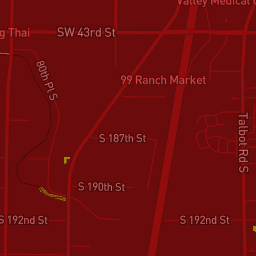 Valley Medical C
SW 43rd St
g Thai
80th Pl S
99 Ranch Market
Talbot Rd S
S 187th St
S 190th St
S 192nd St
S 192nd St